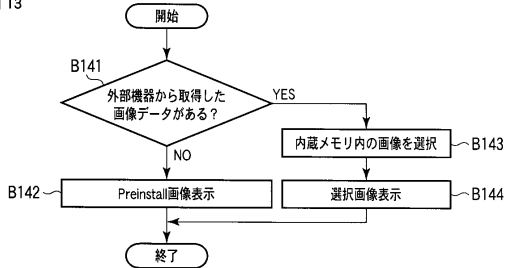 開始
B141
外部機器から取得した
画像データがある？
YES
NO
内蔵メモリ内の画像を選択
B143
B142
Preinstall画像表示
選択画像表示
B144
終了